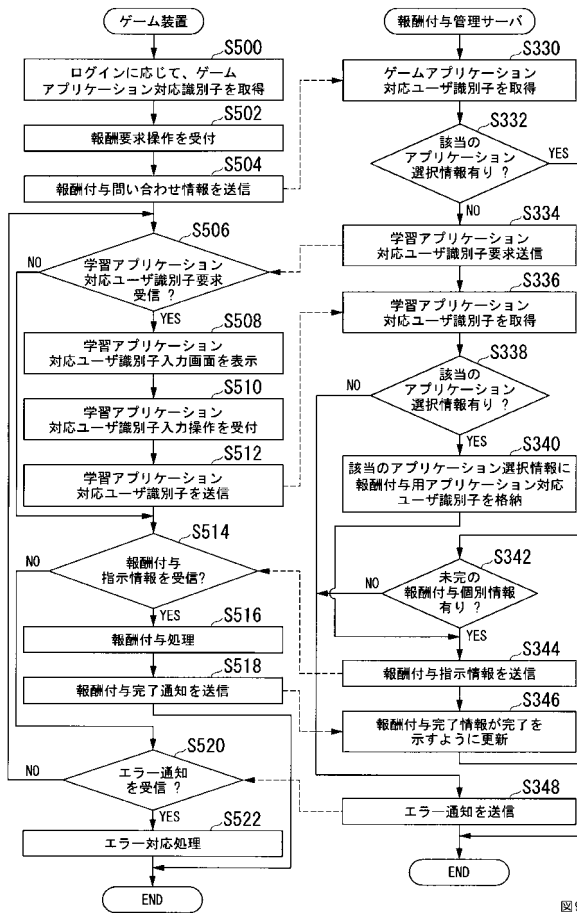 ゲーム装置
S500
ログインに応じて、ゲーム
アプリケーション対応識別子を取得
S502
報酬要求操作を受付
S504
報酬付与問い合わせ情報を送信
S506
学習アプリケーション
対応ユーザ識別子要求
受信？
NO
YES
S508
学習アプリケーション
対応ユーザ識別子入力画面を表示
S510
学習アプリケーション
対応ユーザ識別子入力操作を受付
S512
学習アプリケーション
対応ユーザ識別子を送信
S514
報酬付与
指示情報を受信?
NO
YES
S516
報酬付与処理
S518
報酬付与完了通知を送信
S520
エラー通知
を受信？
NO
YES
S522
エラー対応処理
END
報酬付与管理サーバ
S330
ゲームアプリケーション
対応ユーザ識別子を取得
S332
該当の
アプリケーション
選択情報有り？
YES
NO
S334
学習アプリケーション
対応ユーザ識別子要求送信
S336
学習アプリケーション
対応ユーザ識別子を取得
S338
該当の
アプリケーション
選択情報有り？
NO
YES
S340
該当のアプリケーション選択情報に
報酬付与用アプリケーション対応
ユーザ識別子を格納
S342
未完の
報酬付与個別情報
有り？
NO
YES
S344
報酬付与指示情報を送信
S346
報酬付与完了情報が完了を
示すように更新
S348
エラー通知を送信
END
図9